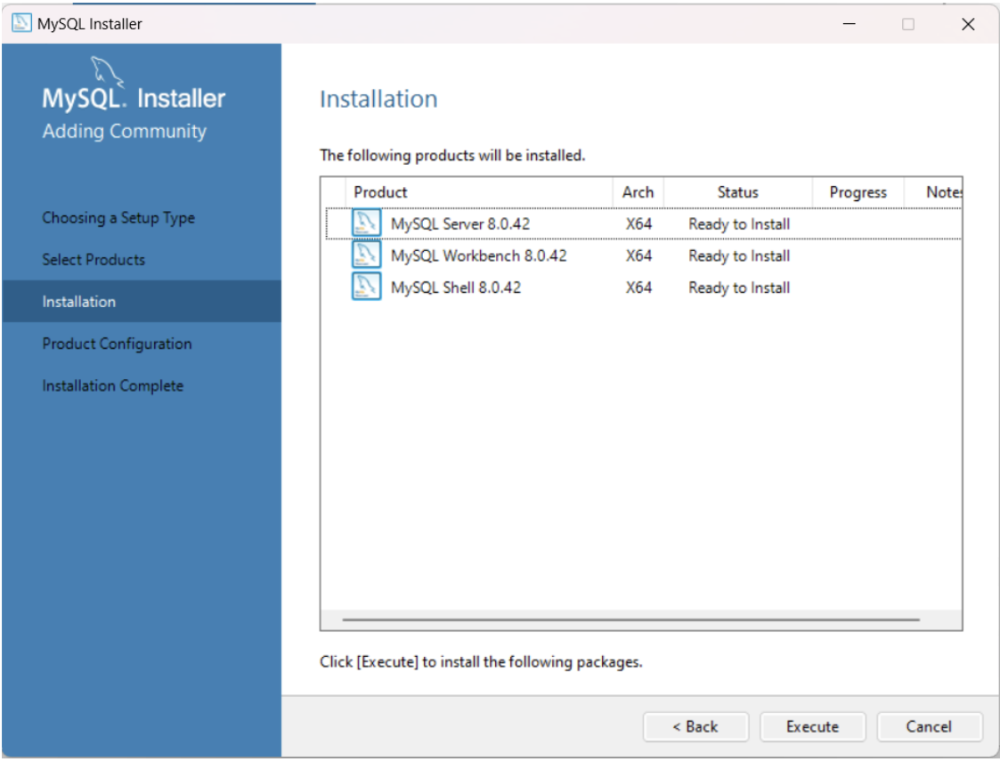 MySQL Installer
MySQL. Installer
Adding Community
Choosing a Setup Type
Select Products
Installation
Product Configuration
Installation Complete
Installation
The following products will be installed.
Product Arch Status Progress Notes
MySQL Server 8.0.42 X64 Ready to Install
MySQL Workbench 8.0.42 X64 Ready to Install
MySQL Shell 8.0.42 X64 Ready to Install
Click [Execute] to install the following packages.
< Back Execute Cancel